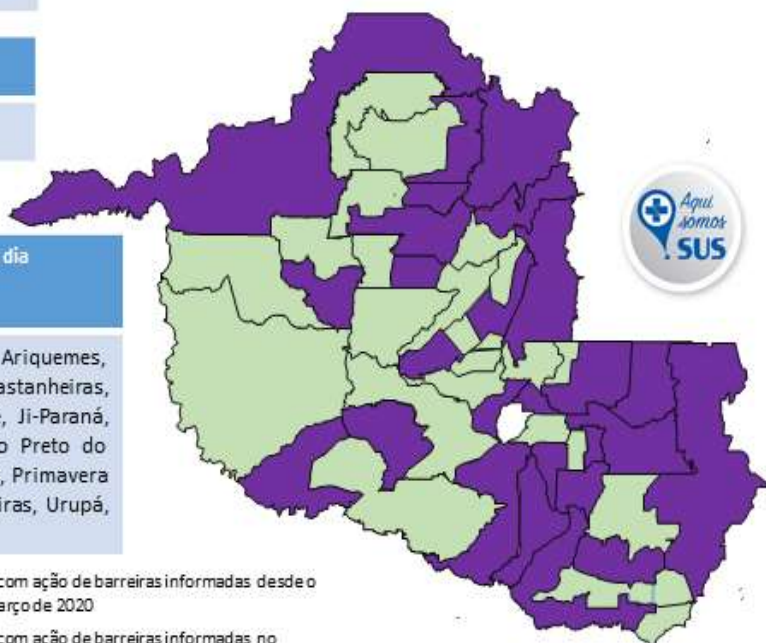 dia
Ariquemes,
astanheiras,
, Ji-Paraná,
o Preto do
, Primavera
iras, Urupá,
com ação de barreiras informadas desde o
arço de 2020
com ação de barreiras informadas no
Aqui
somos
SUS